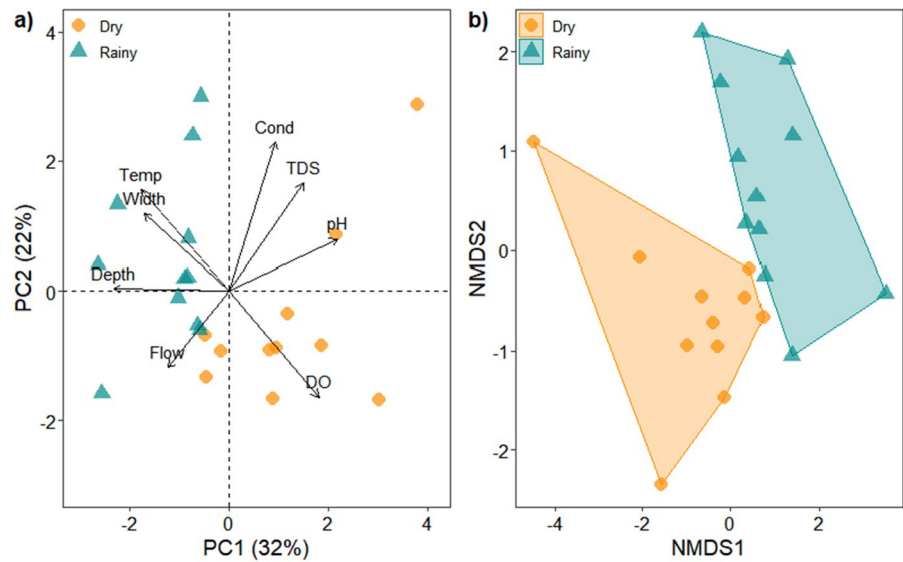 a)
Dry
Rainy
4
2
0
-2
PC2 (22%)
Cond
TDS
pH
Temp
Width
Depth
Flow
DO
-2
0
2
4
PC1 (32%)
b)
Dry
Rainy
2
1
0
-1
-2
NMDS2
-4
-2
0
2
NMDS1